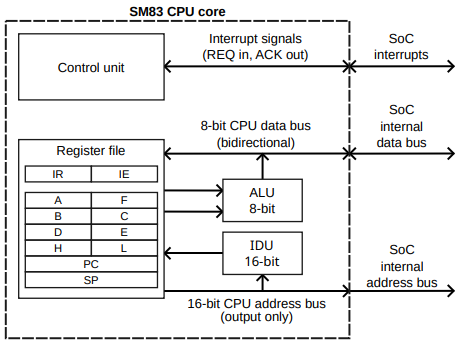 SM83 CPU core
Control unit
Interrupt signals
(REQ in, ACK out)
SoC
interrupts
8-bit CPU data bus
(bidirectional)
SoC
internal
data bus
Register file
IR IE
A F
B C
D E
H L
PC
SP
ALU
8-bit
IDU
16-bit
16-bit CPU address bus
(output only)
SoC
internal
address bus